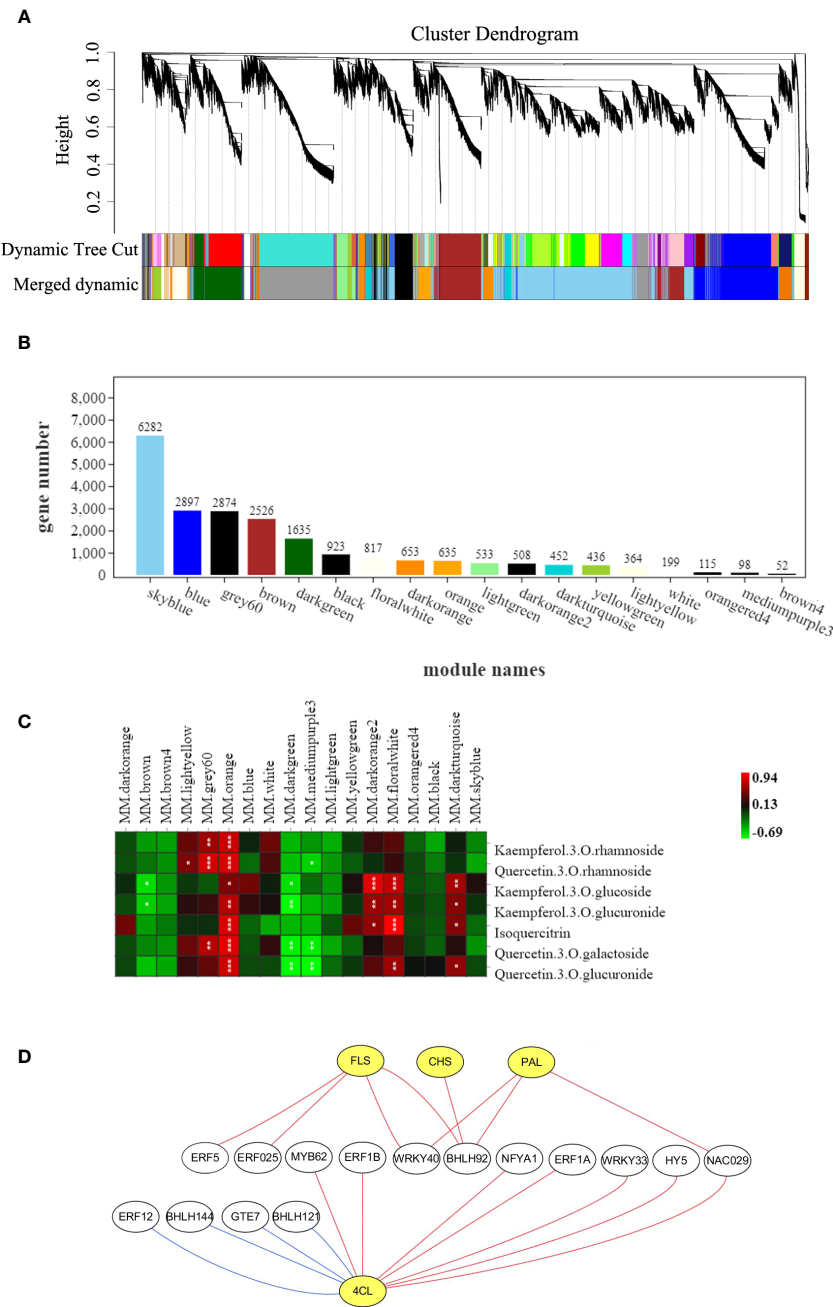 A
Cluster Dendrogram
Height
1.0
0.8
0.6
0.4
0.2
Dynamic Tree Cut
Merged dynamic
B
gene number
8,000
7,000
6,000
5,000
4,000
3,000
2,000
1,000
0
6282
2897
2874
2526
1635
923
817
653
635
533
508
452
436
364
199
115
98
52
skyblue
blue
grey60
brown
darkgreen
black
floralwhite
darkorange
orange
lightgreen
darkorange2
darkturquoise
yellowgreen
lightyellow
white
orangered4
mediumpurple3
brown4
module names
C
MM.darkorange
MM.brown
MM.brown4
MM.lightyellow
MM.grey60
MM.orange
MM.blue
MM.white
MM.darkgreen
MM.mediumpurple3
MM.lightgreen
MM.yellowgreen
MM.darkorange2
MM.floralwhite
MM.orangered4
MM.black
MM.darkturquoise
MM.skyblue
0.94
0.13
-0.69
Kaempferol.3.O.rhamnoside
Quercetin.3.O.rhamnoside
Kaempferol.3.O.glucoside
Kaempferol.3.O.glucuronide
Isoquercitrin
Quercetin.3.O.galactoside
Quercetin.3.O.glucuronide
D
FLS
CHS
PAL
ERF5
ERF025
MYB62
ERF1B
WRKY40
BHLH92
NFYA1
ERF1A
WRKY33
HY5
NAC029
ERF12
BHLH144
GTE7
BHLH121
4CL